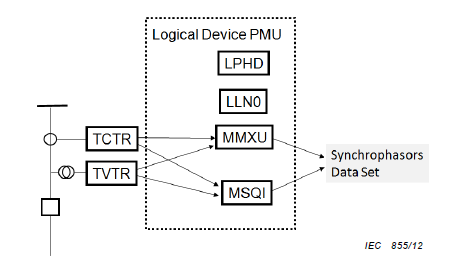 Logical Device PMU
LPHD
LLN0
TCTR
MMXU
TVTR
MSQI
Synchrophasors
Data Set
IEC 855/12